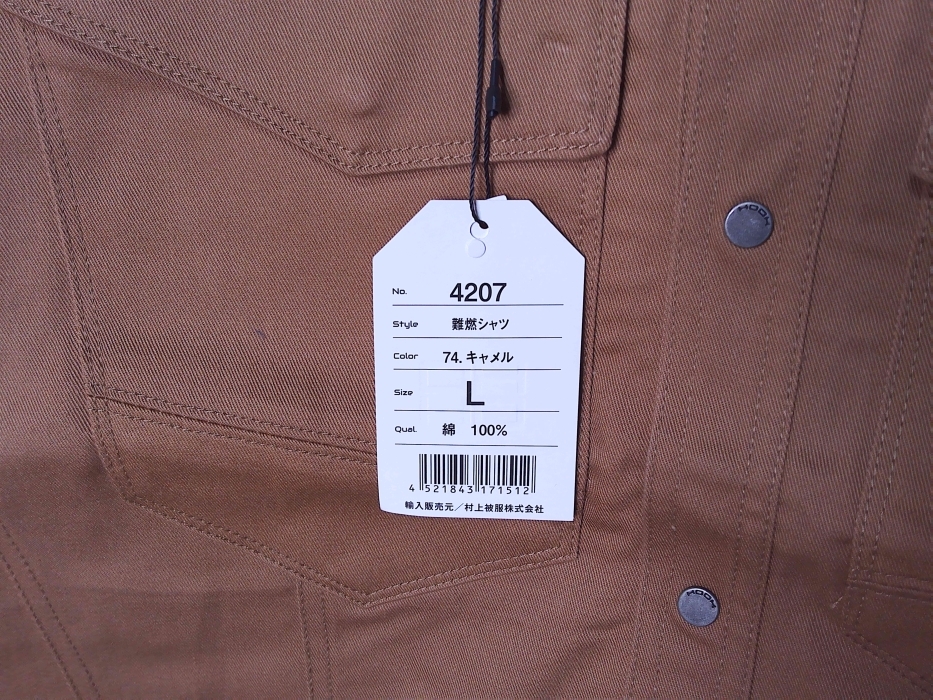 No. 4207
Style 難燃シャツ
Color 74. キャメル
Size L
Qual. 綿 100%
4 521843 171512
輸入販売元／村上被服株式会社
HOOH
HOOH